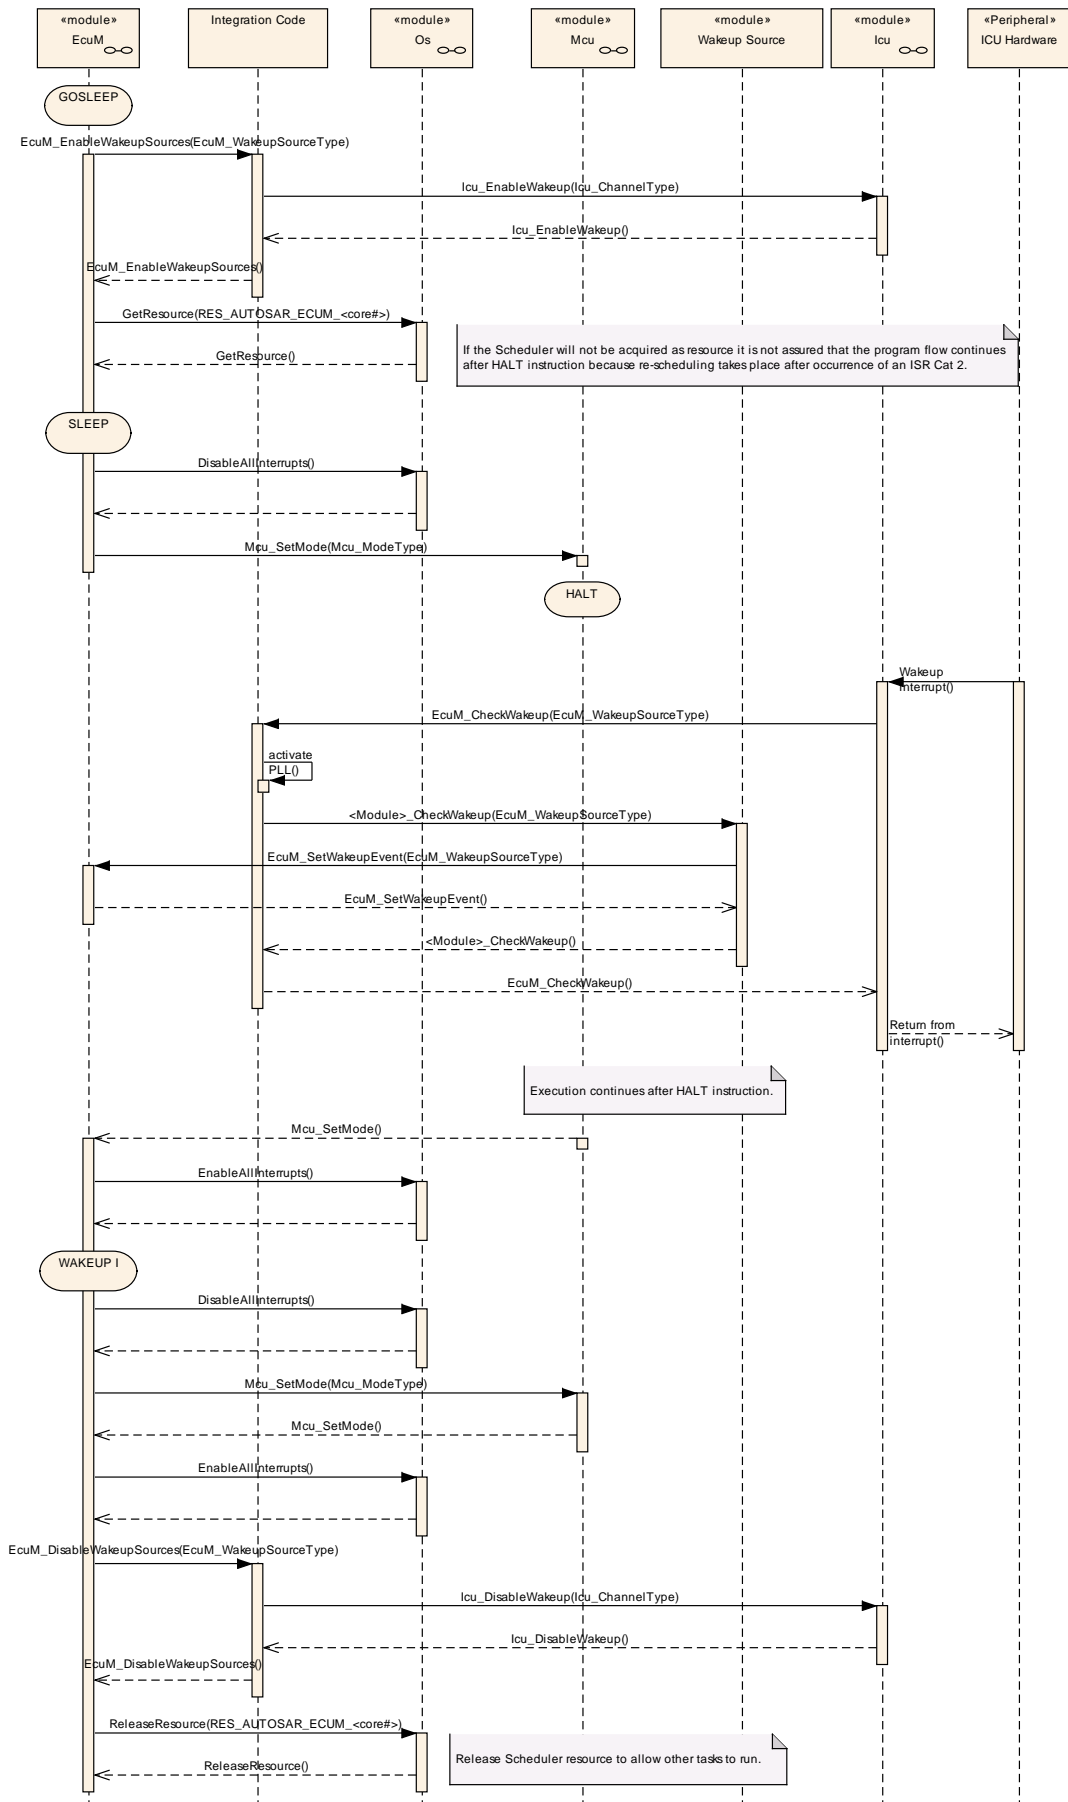 «module»
EcuM
Integration Code
«module»
Os
«module»
Mcu
«module»
Wakeup Source
«module»
Icu
«Peripheral»
ICU Hardware
GOSLEEP
EcuM_EnableWakeupSources(EcuM_WakeupSourceType)
Icu_EnableWakeup(Icu_ChannelType)
Icu_EnableWakeup()
EcuM_EnableWakeupSources()
GetResource(RES_AUTOSAR_ECUM_<core#>)
GetResource()
If the Scheduler will not be acquired as resource it is not assured that the program flow continues
after HALT instruction because re-scheduling takes place after occurrence of an ISR Cat 2.
SLEEP
DisableAllInterrupts()
Mcu_SetMode(Mcu_ModeType)
HALT
Wakeup
interrupt()
EcuM_CheckWakeup(EcuM_WakeupSourceType)
activate
PLL()
<Module>_CheckWakeup(EcuM_WakeupSourceType)
EcuM_SetWakeupEvent(EcuM_WakeupSourceType)
EcuM_SetWakeupEvent()
<Module>_CheckWakeup()
EcuM_CheckWakeup()
Return from
interrupt()
Execution continues after HALT instruction.
Mcu_SetMode()
EnableAllInterrupts()
WAKEUP I
DisableAllInterrupts()
Mcu_SetMode(Mcu_ModeType)
Mcu_SetMode()
EnableAllInterrupts()
EcuM_DisableWakeupSources(EcuM_WakeupSourceType)
Icu_DisableWakeup(Icu_ChannelType)
Icu_DisableWakeup()
EcuM_DisableWakeupSources()
ReleaseResource(RES_AUTOSAR_ECUM_<core#>)
ReleaseResource()
Release Scheduler resource to allow other tasks to run.